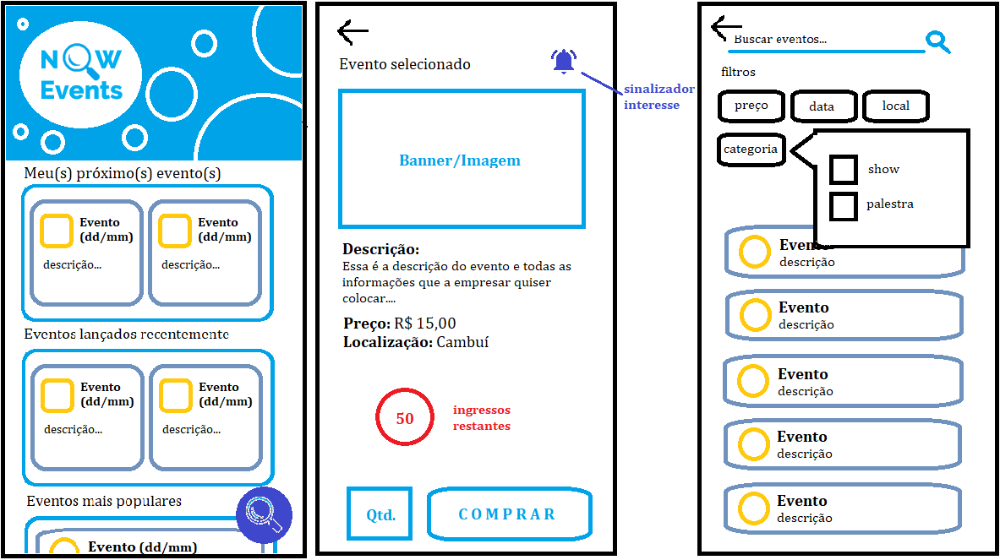 NOW
Events
Meu(s) próximo(s) evento(s)
Evento
(dd/mm)
descrição...
Evento
(dd/mm)
descrição...
Eventos lançados recentemente
Evento
(dd/mm)
descrição...
Evento
(dd/mm)
descrição...
Eventos mais populares
Evento (dd/mm)
Evento selecionado
sinalizador
interesse
Banner/Imagem
Descrição:
Essa é a descrição do evento e todas as
informações que a empresar quiser
colocar....
Preço: R$ 15,00
Localização: Cambuí
50
ingressos
restantes
Qtd.
COMPRAR
Buscar eventos...
filtros
preço
data
local
categoria
show
palestra
Evento
descrição
Evento
descrição
Evento
descrição
Evento
descrição
Evento
descrição